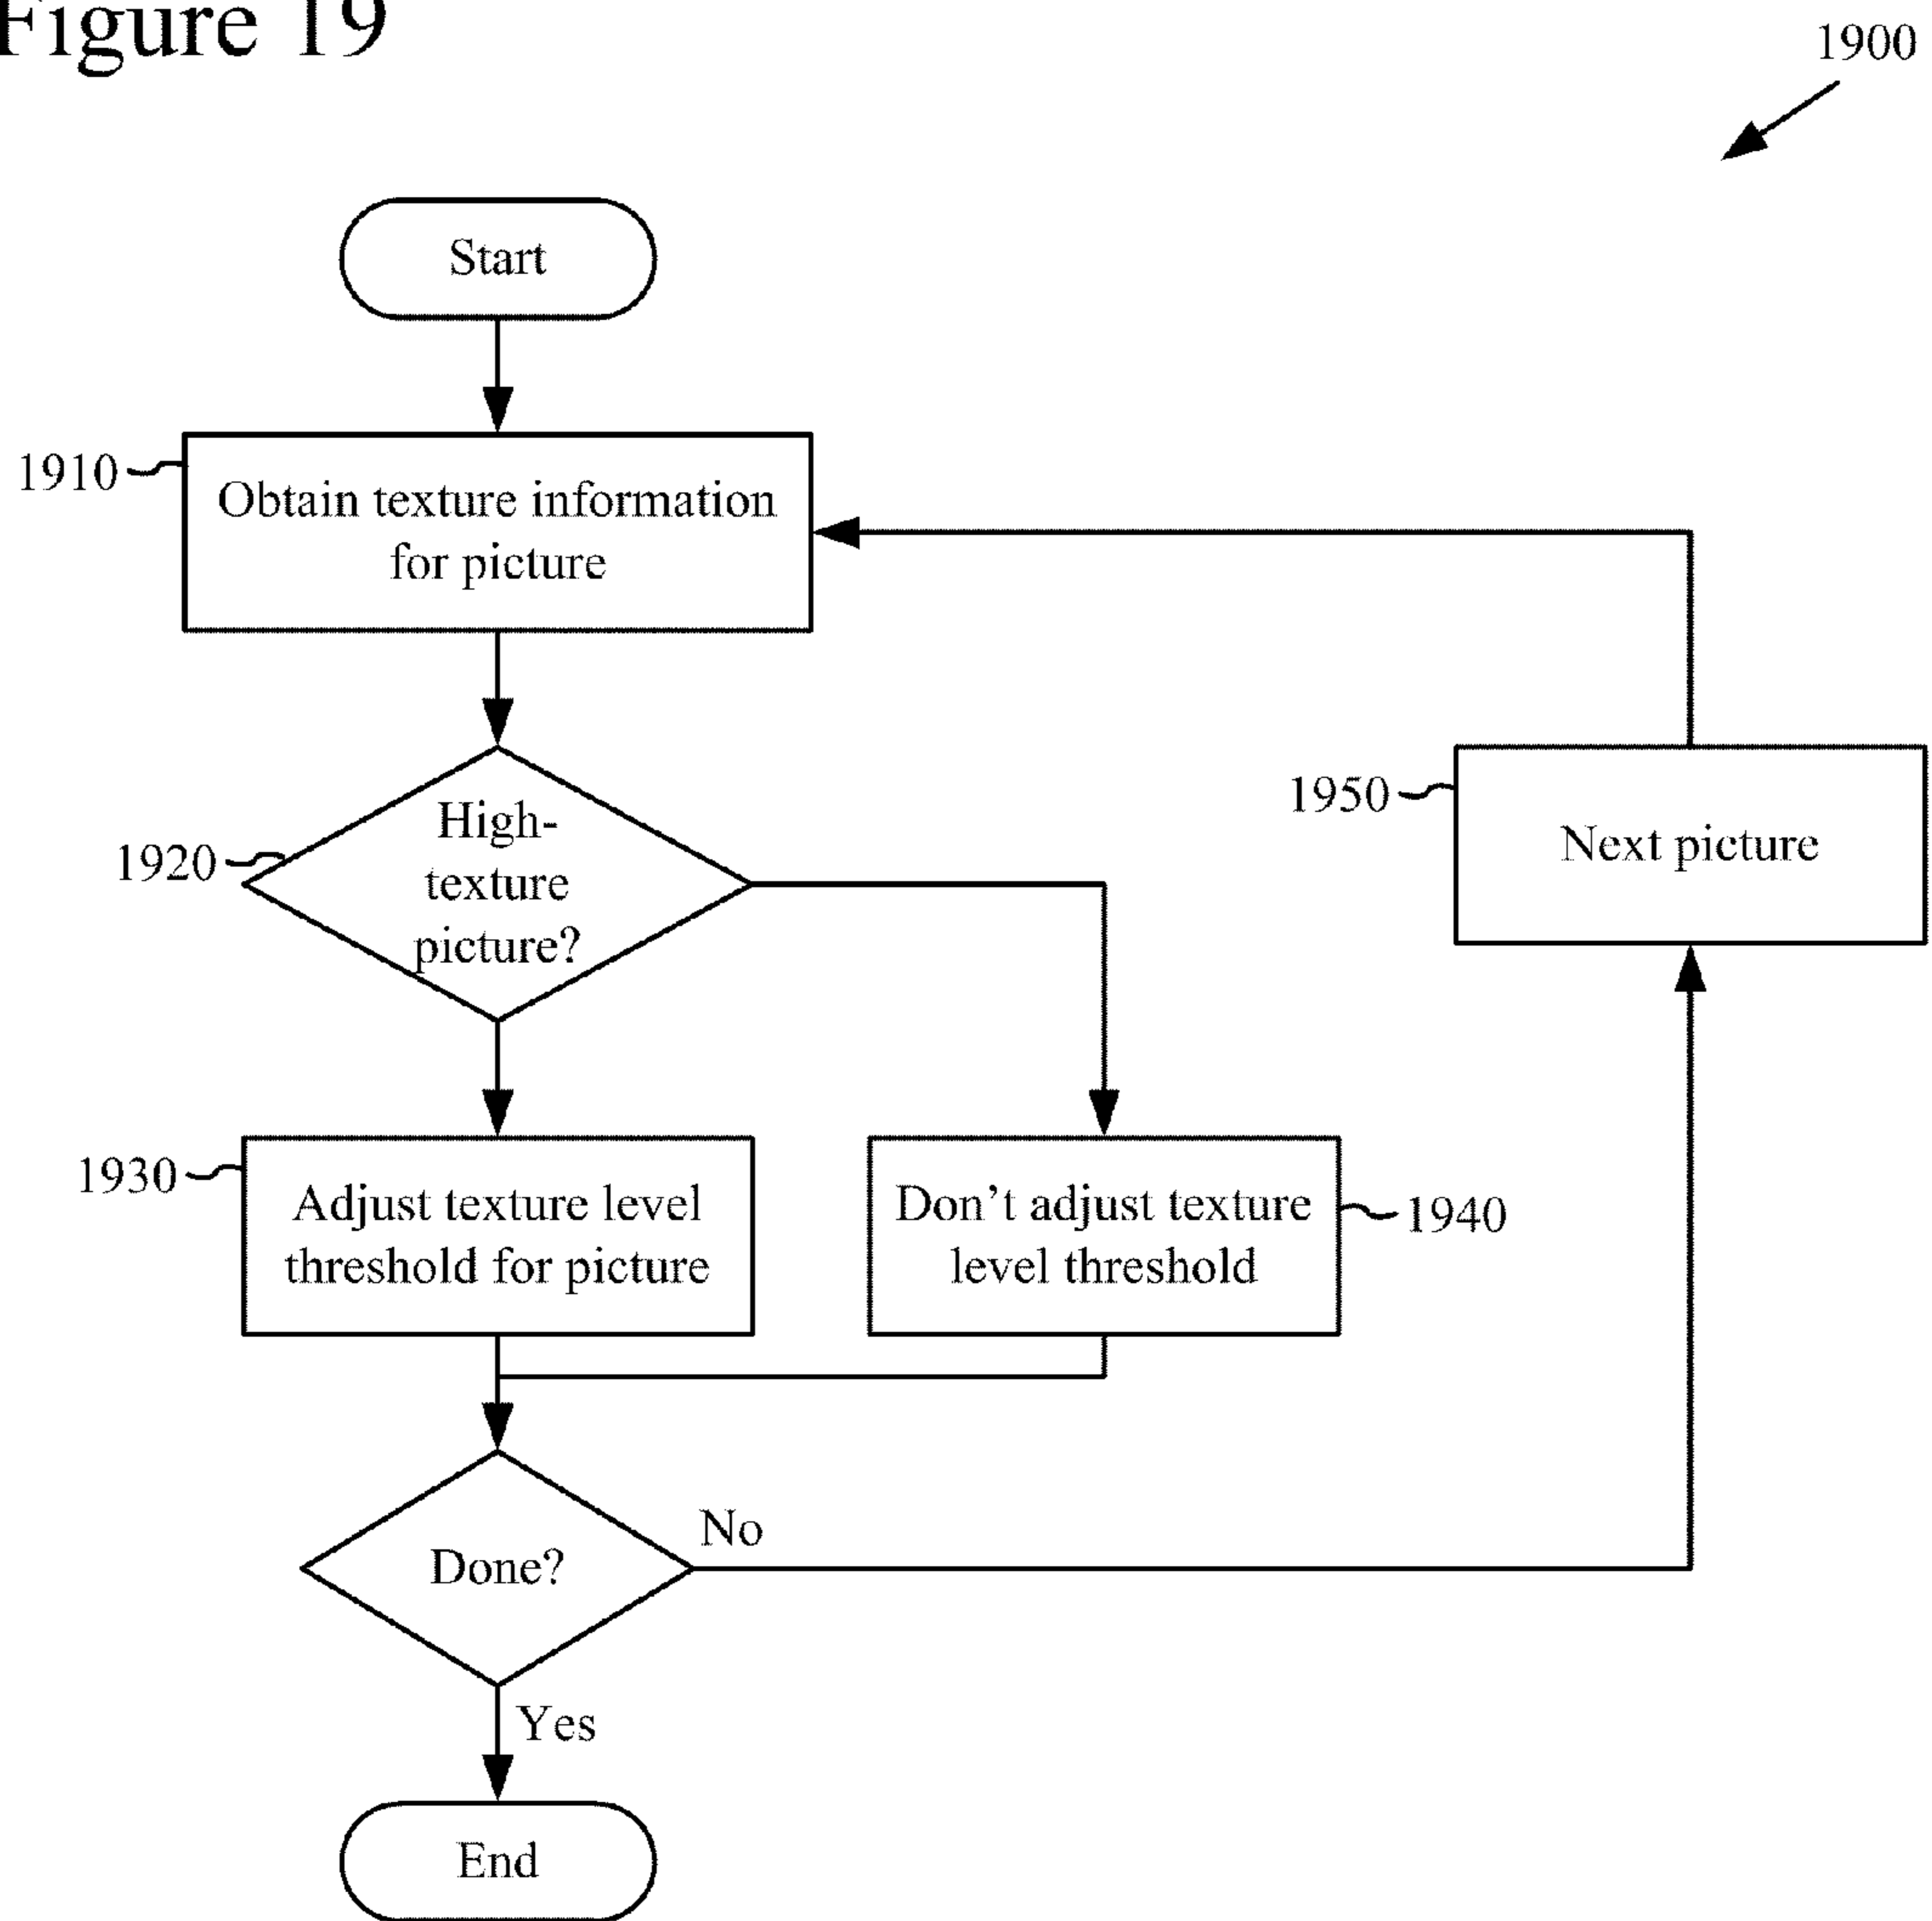 Figure 19
1900
Start
1910
Obtain texture information
for picture
1920
High-
texture
picture?
1950
Next picture
1930
Adjust texture level
threshold for picture
Don't adjust texture
level threshold
1940
Done?
No
Yes
End